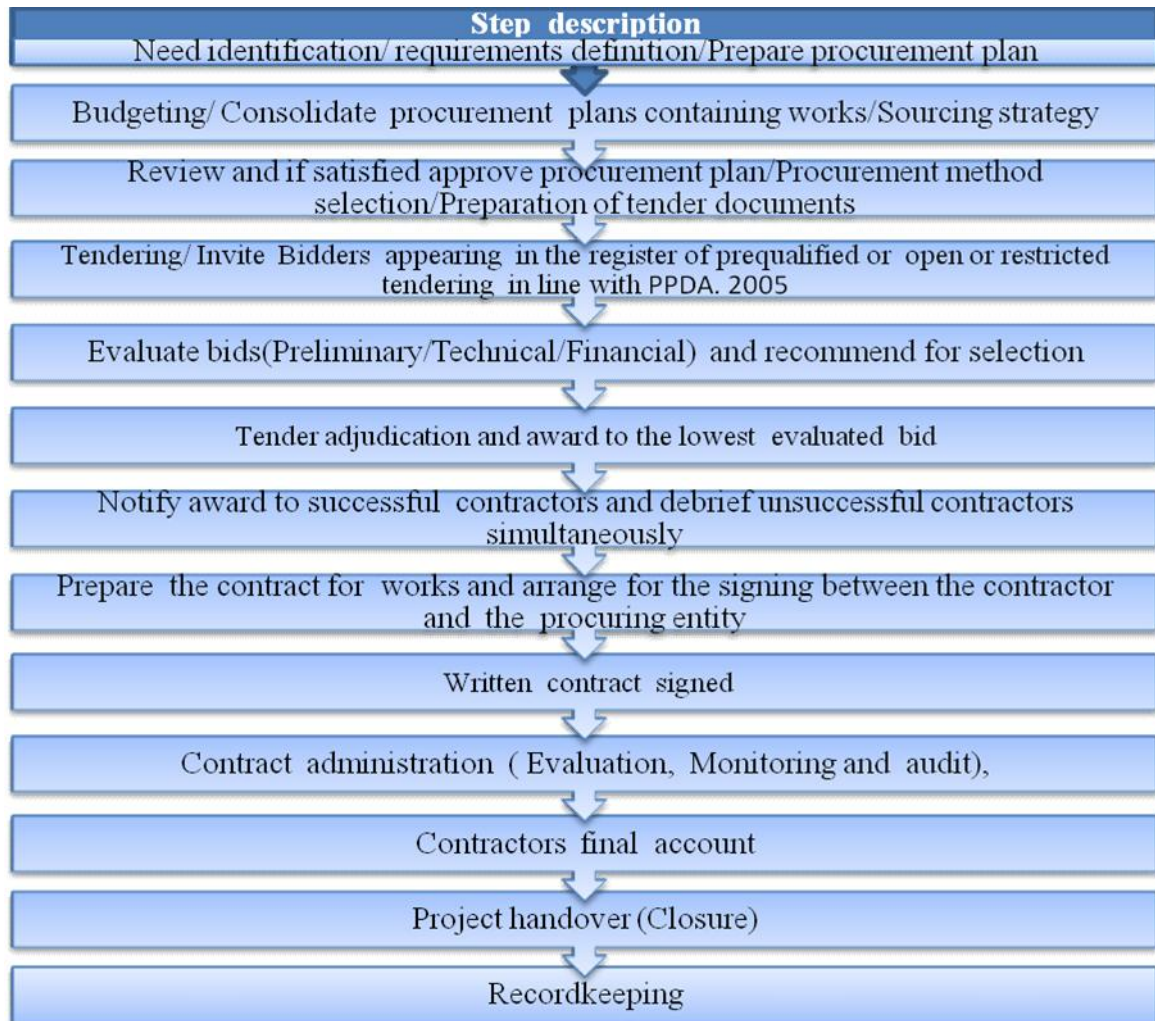 Step description
Need identification/ requirements definition/Prepare procurement plan
Budgeting/ Consolidate procurement plans containing works/Sourcing strategy
Review and if satisfied approve procurement plan/Procurement method
selection/Preparation of tender documents
Tendering/ Invite Bidders appearing in the register of prequalified or open or restricted
tendering in line with PPDA. 2005
Evaluate bids(Preliminary/Technical/Financial) and recommend for selection
Tender adjudication and award to the lowest evaluated bid
Notify award to successful contractors and debrief unsuccessful contractors
simultaneously
Prepare the contract for works and arrange for the signing between the contractor
and the procuring entity
Written contract signed
Contract administration ( Evaluation, Monitoring and audit),
Contractors final account
Project handover (Closure)
Recordkeeping